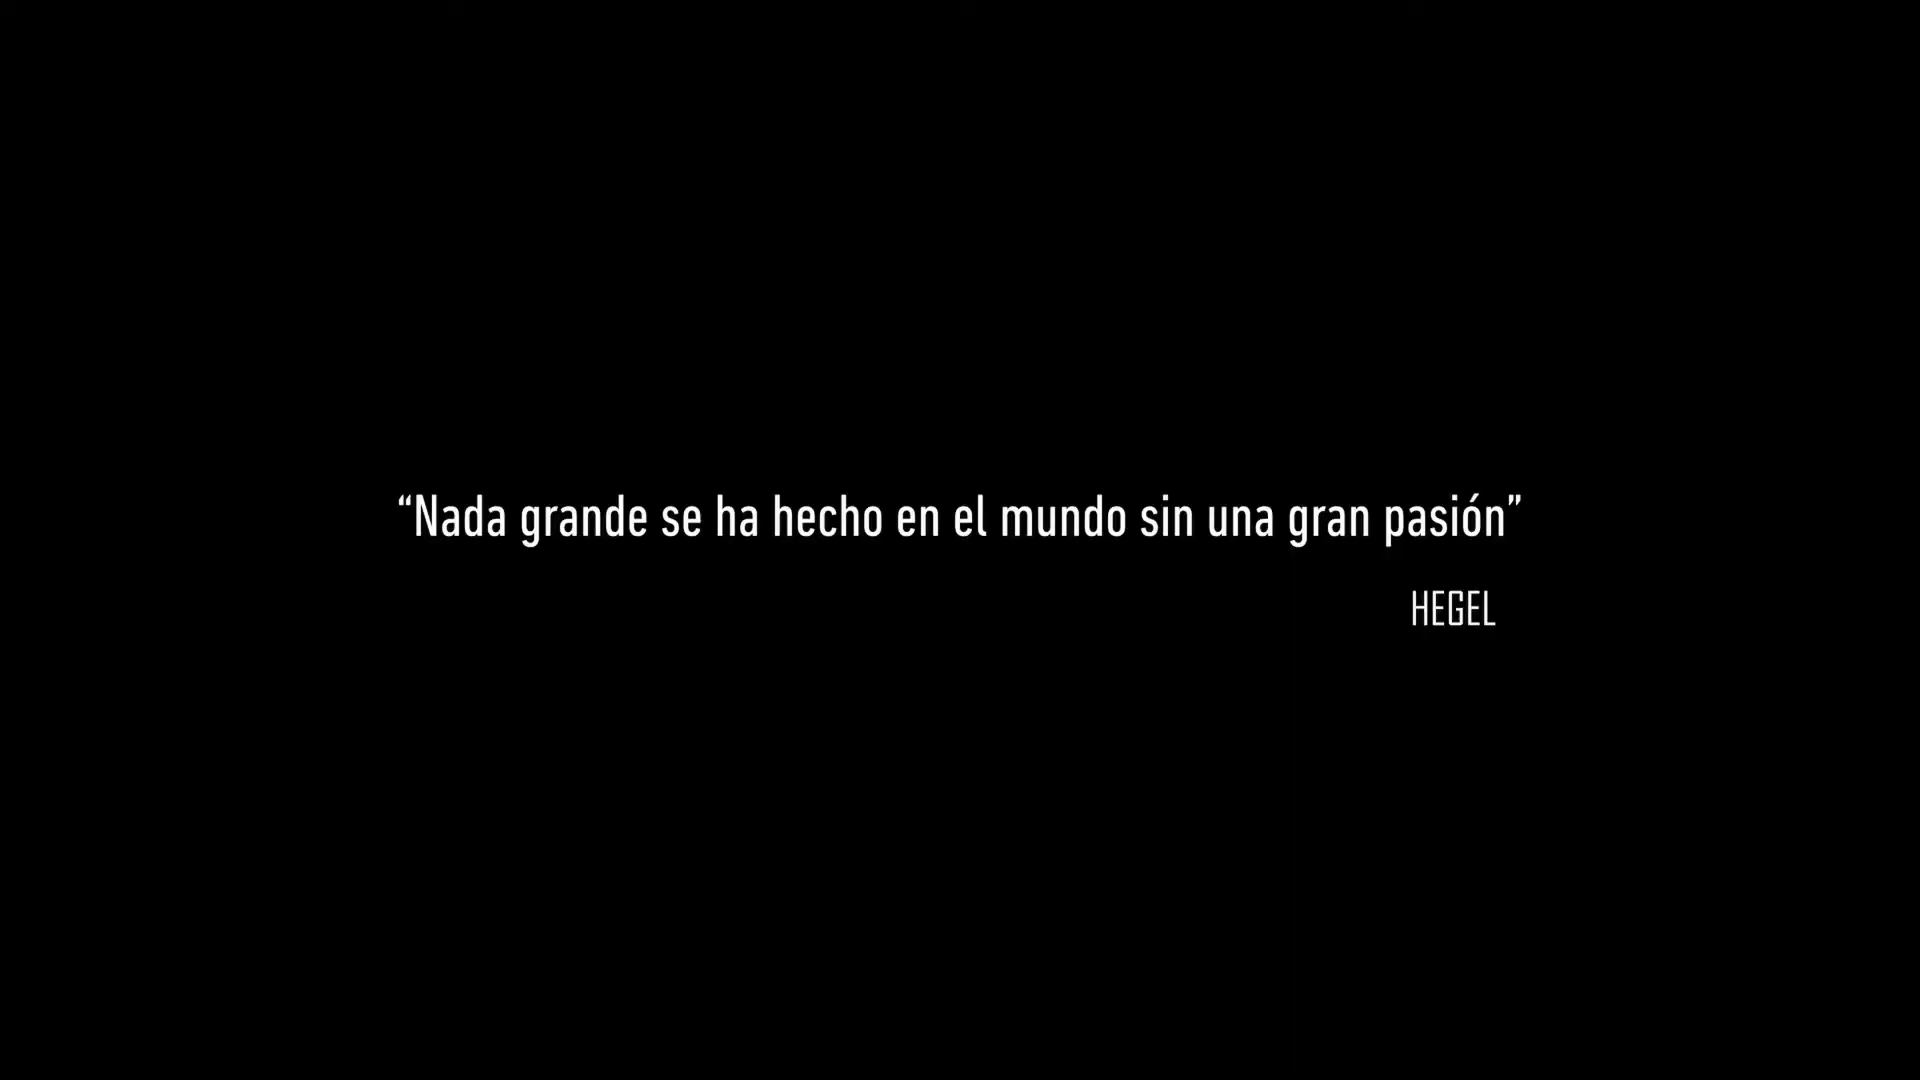 “Nada grande se ha hecho en el mundo sin una gran pasión”
HEGEL